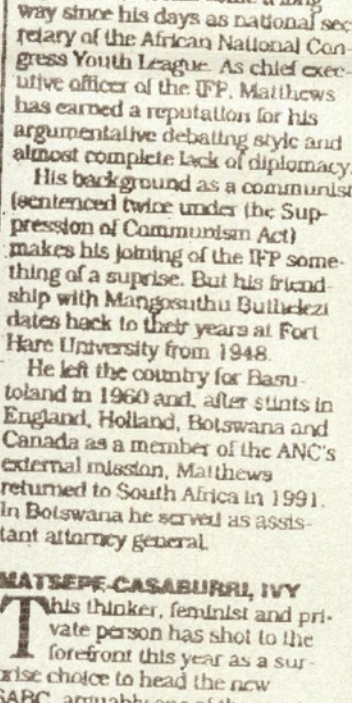 way since his days as national sec-
retary of the African National Con-
gress Youth League. As chief exec-
utive officer of the IFP, Matthews
has earned a reputation for his
argumentative debating style and
almost complete lack of diplomacy.
His background as a communist
(sentenced twice under the Sup-
pression of Communism Act)
makes his joining of the IFP some-
thing of a suprise. But his friend-
ship with Mangosuthu Buthelezi
dates back to their years at Fort
Hare University from 1948.
He left the country for Basu-
toland in 1960 and, after stints in
England, Holland, Botswana and
Canada as a member of the ANC's
external mission, Matthews
returned to South Africa in 1991.
In Botswana he served as assis-
tant attorney general.
MATSEPE-CASABURRI, IVY
This thinker, feminist and pri-
vate person has shot to the
forefront this year as a sur-
prise choice to head the new
SABC, arguably one of the